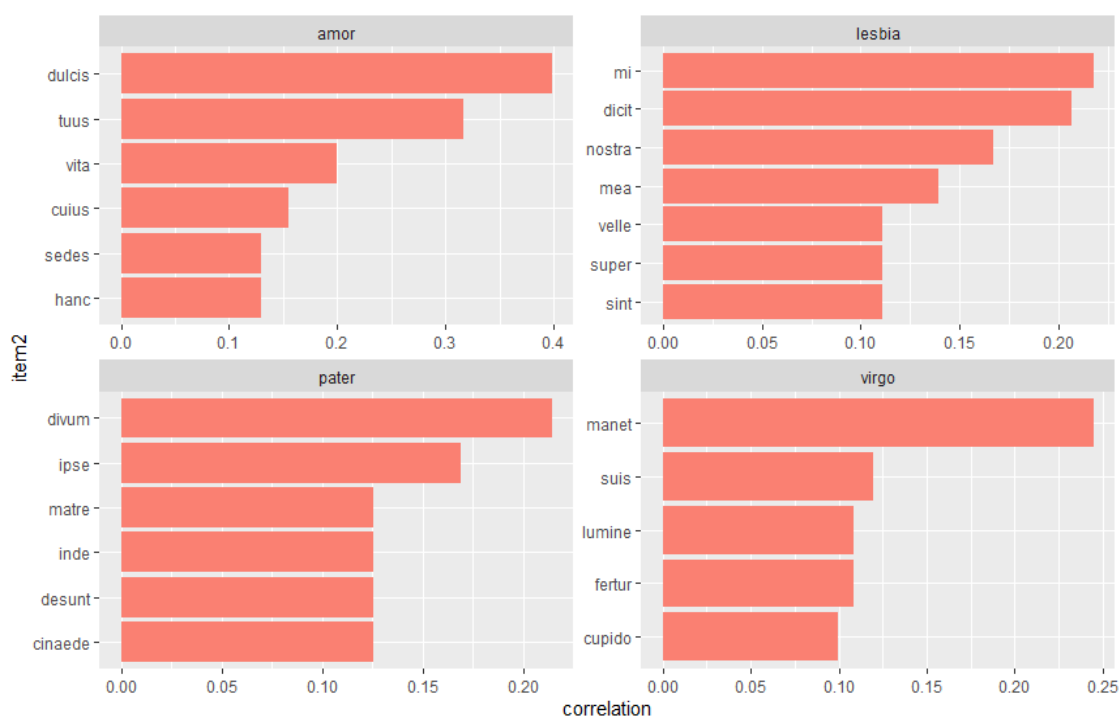 amor
dulcis
tuus
vita
cuius
sedes
hanc
0.0 0.1 0.2 0.3 0.4
lesbia
mi
dicit
nostra
mea
velle
super
sint
0.00 0.05 0.10 0.15 0.20
item2
pater
divum
ipse
matre
inde
desunt
cinaede
0.00 0.05 0.10 0.15 0.20
virgo
manet
suis
lumine
fertur
cupido
0.00 0.05 0.10 0.15 0.20 0.25
correlation